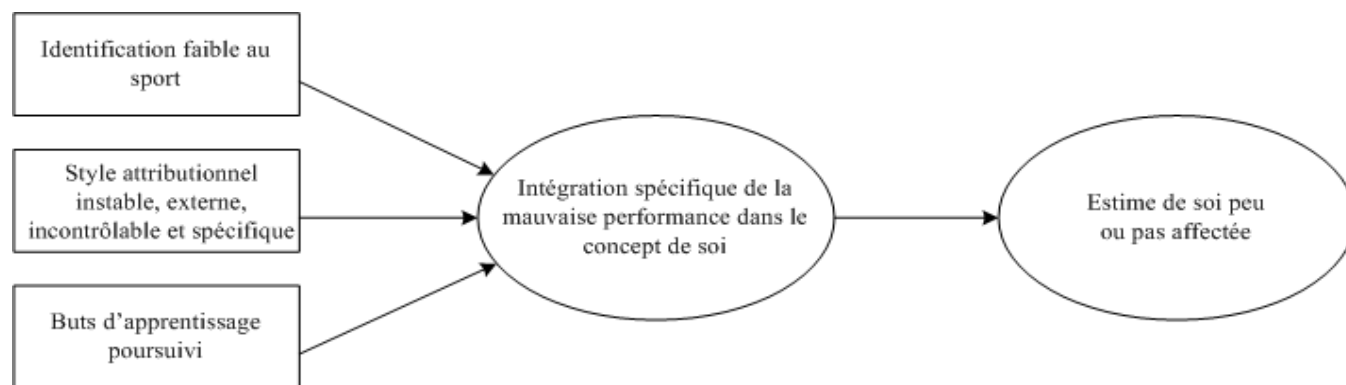 Identification faible au
sport
Style attributionnel
instable, externe,
incontrôlable et spécifique
Buts d'apprentissage
poursuivi
Intégration spécifique de la
mauvaise performance dans le
concept de soi
Estime de soi peu
ou pas affectée